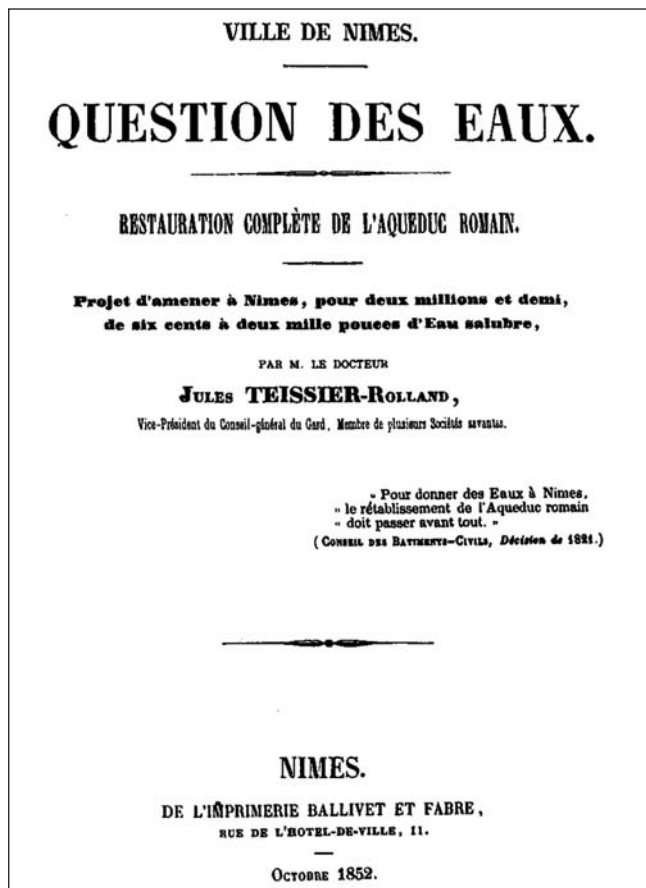 VILLE DE NIMES.
QUESTION DES EAUX.
RESTAURATION COMPLÈTE DE L'AQUEDUC ROMAIN.
Projet d'amener à Nimes, pour deux millions et demi,
de six cents à deux mille pouces d'Eau salubre,
PAR M. LE DOCTEUR
JULES TEISSIER-ROLLAND,
Vice-Président du Conseil-général du Gard, Membre de plusieurs Sociétés savantes.
« Pour donner des Eaux à Nimes,
« le rétablissement de l'Aqueduc romain
« doit passer avant tout. »
(CONSEIL DES BATIMENTS-CIVILS, Décision de 1821.)
NIMES.
DE L'IMPRIMERIE BALLIVET ET FABRE,
RUE DE L'HOTEL-DE-VILLE, 11.
OCTOBRE 1852.